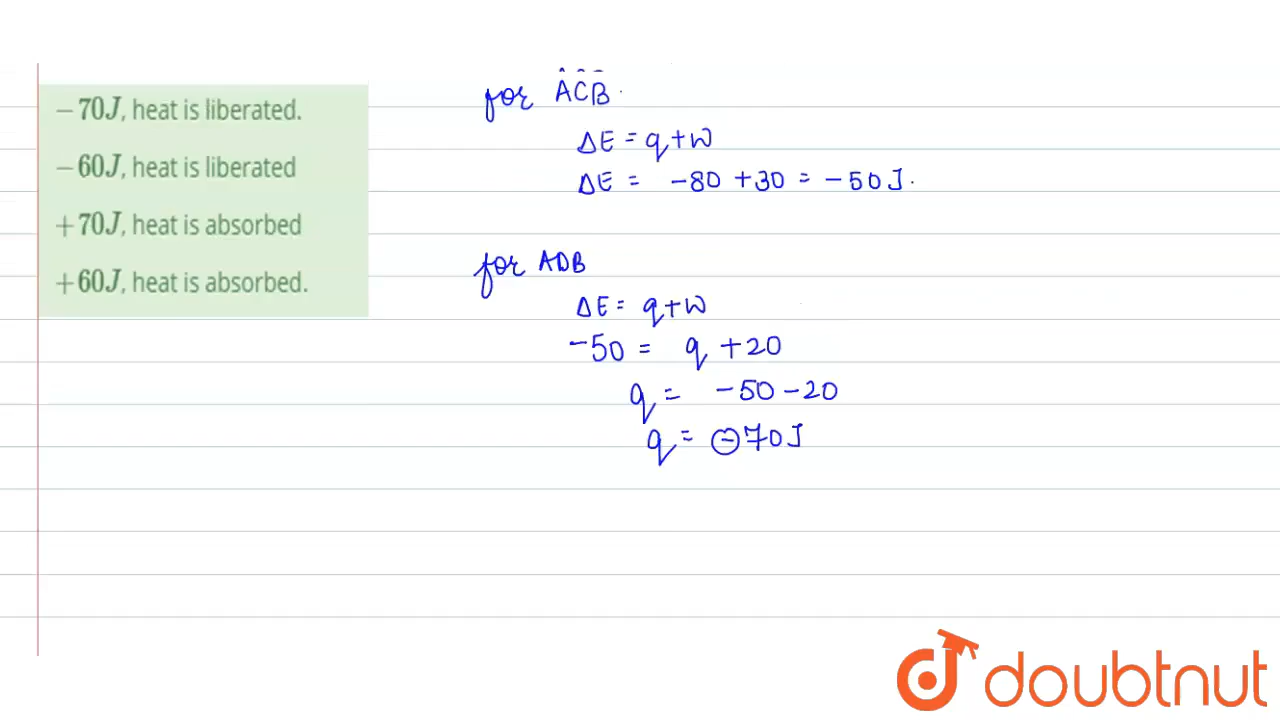 −70J, heat is liberated.
−60J, heat is liberated
+70J, heat is absorbed
+60J, heat is absorbed.
for ACB.
ΔE = q+W
ΔE = −80 +30 = −50 J.
for ADB
ΔE = q+W
−50 = q +20
q = −50−20
q = ⊖70J
doubtnut